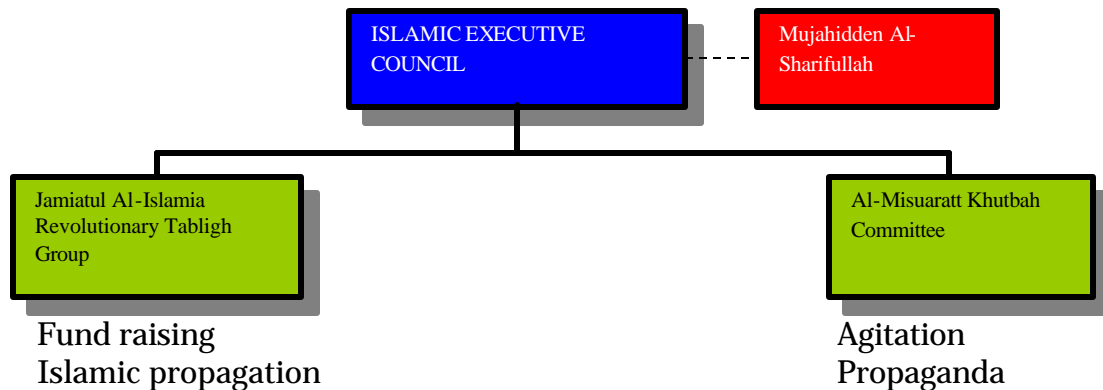 ISLAMIC EXECUTIVE
COUNCIL
Mujahidden Al-
Sharifullah
Jamiatul Al-Islamia
Revolutionary Tabligh
Group
Al-Misuaratt Khutbah
Committee
Fund raising
Islamic propagation
Agitation
Propaganda